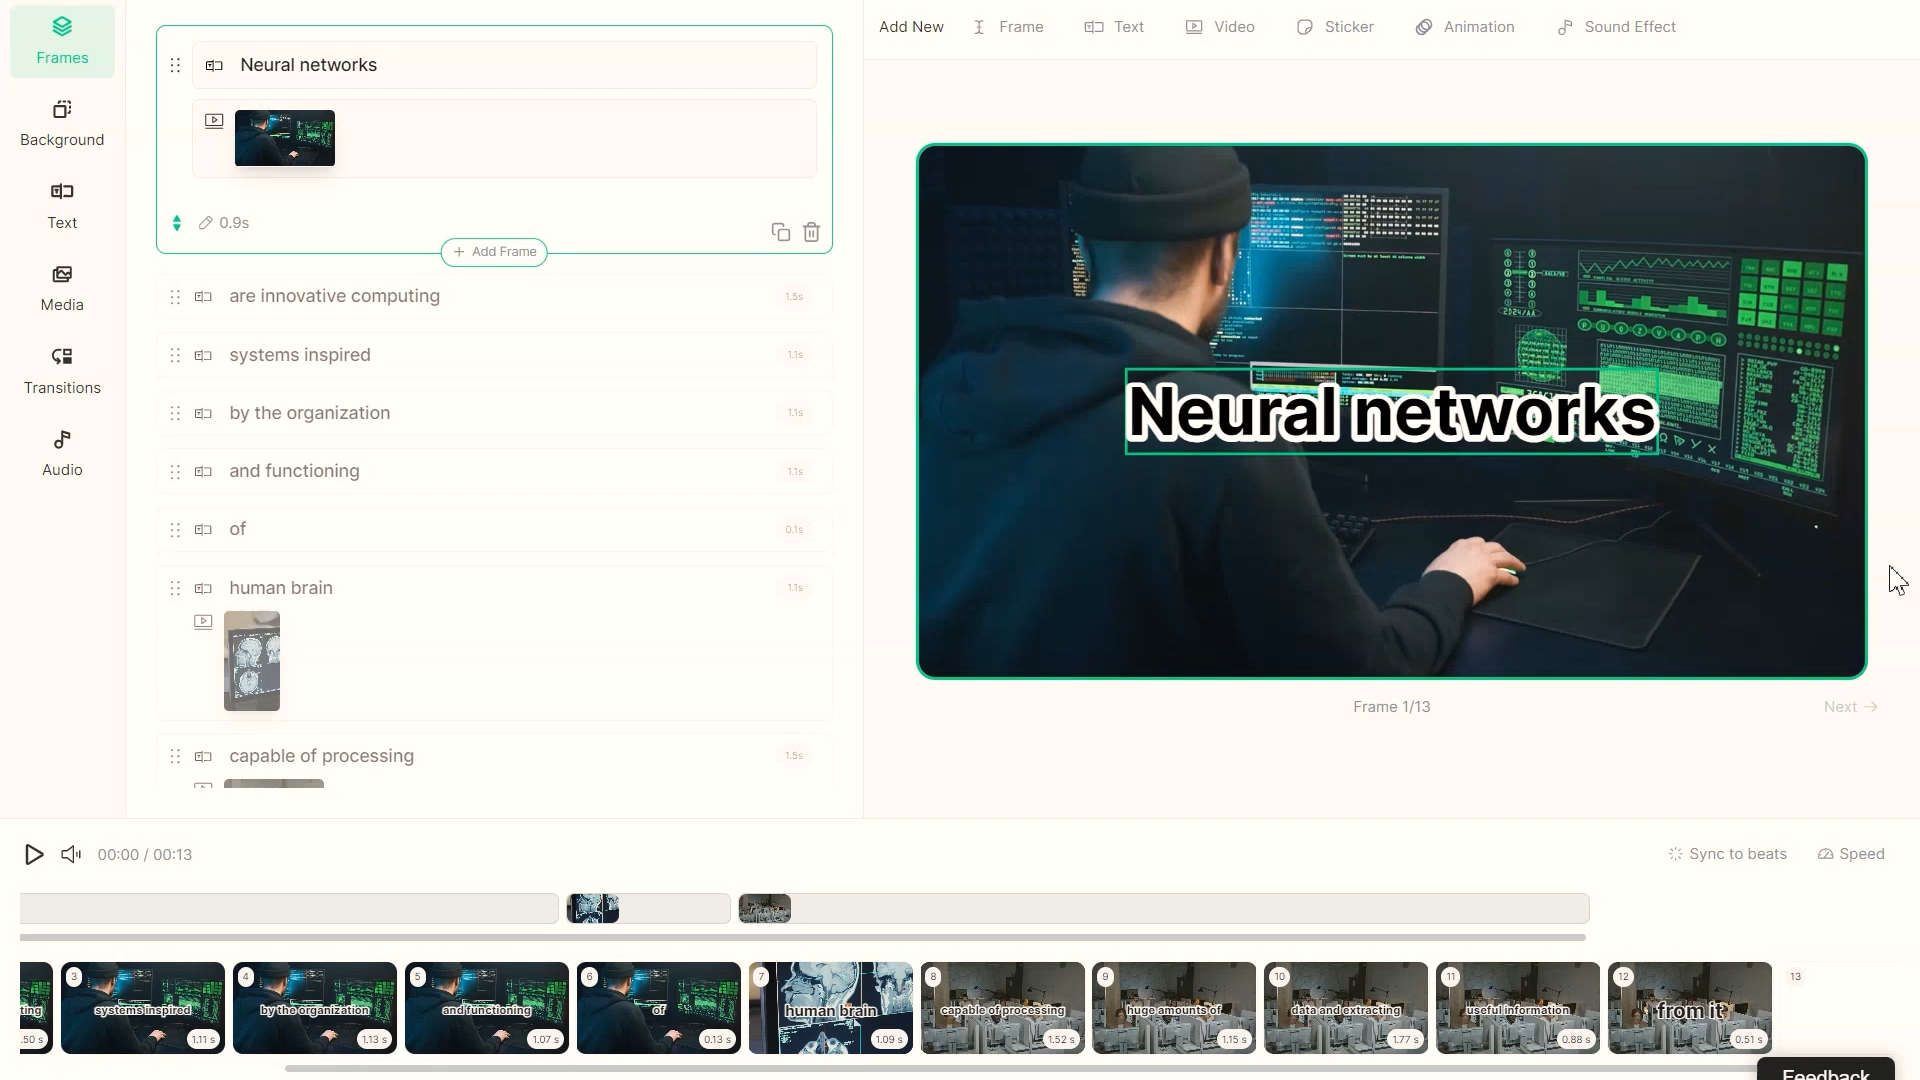 Frames
Background
Text
Media
Transitions
Audio
Neural networks
0.9s
+ Add Frame
are innovative computing 1.5s
systems inspired 1.1s
by the organization 1.1s
and functioning 1.1s
of 0.1s
human brain 1.1s
capable of processing 1.5s
Add New Frame Text Video Sticker Animation Sound Effect
2024/AA
Neural networks
Frame 1/13
Next →
00:00 / 00:13
Sync to beats Speed
ting .50 s
3 systems inspired 1.11 s
4 by the organization 1.13 s
5 and functioning 1.07 s
6 of 0.13 s
7 human brain 1.09 s
8 capable of processing 1.52 s
9 huge amounts of 1.15 s
10 data and extracting 1.77 s
11 useful information 0.88 s
12 from it 0.51 s
13
Feedback